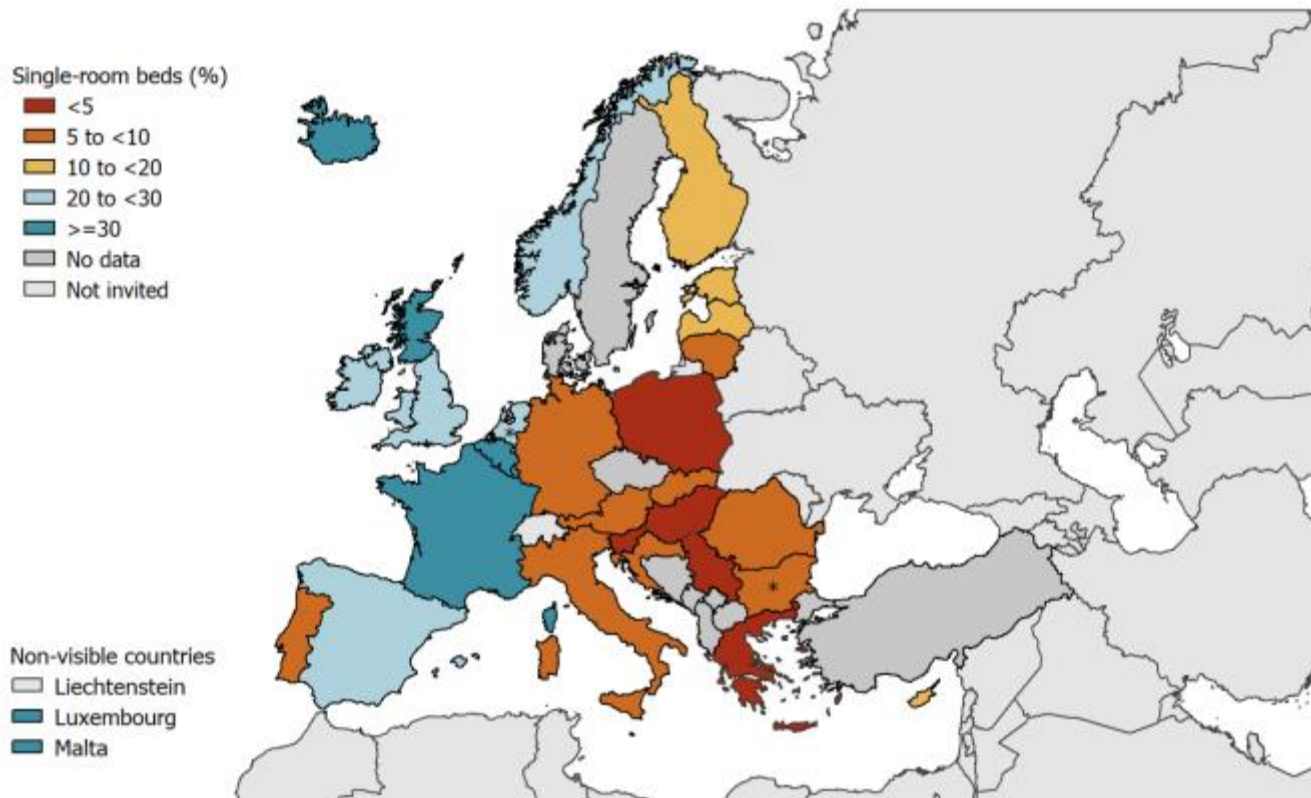 Single-room beds (%)
<5
5 to <10
10 to <20
20 to <30
>=30
No data
Not invited
Non-visible countries
Liechtenstein
Luxembourg
Malta
*
*